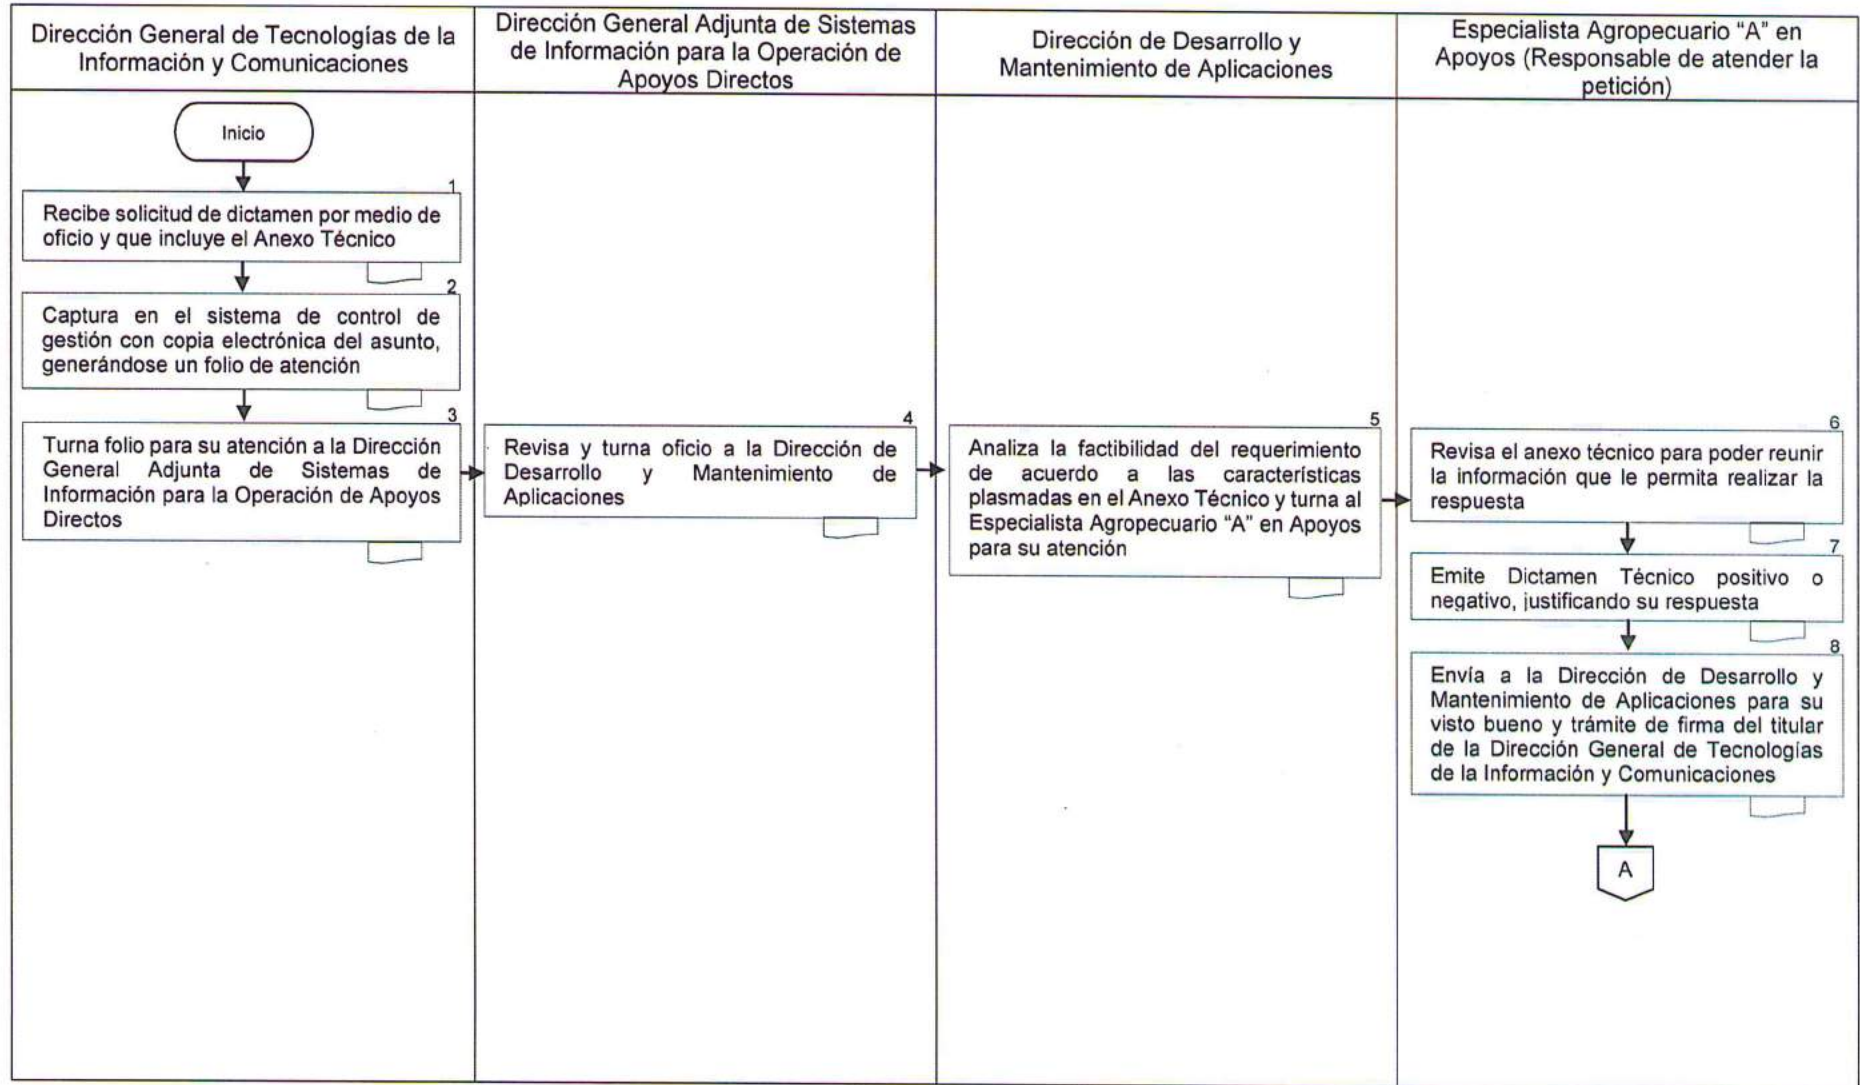 Dirección General de Tecnologías de la
Información y Comunicaciones
Dirección General Adjunta de Sistemas
de Información para la Operación de
Apoyos Directos
Dirección de Desarrollo y
Mantenimiento de Aplicaciones
Especialista Agropecuario “A” en
Apoyos (Responsable de atender la
petición)
Inicio
1
Recibe solicitud de dictamen por medio de
oficio y que incluye el Anexo Técnico
2
Captura en el sistema de control de
gestión con copia electrónica del asunto,
generándose un folio de atención
3
Turna folio para su atención a la Dirección
General Adjunta de Sistemas de
Información para la Operación de Apoyos
Directos
4
Revisa y turna oficio a la Dirección de
Desarrollo y Mantenimiento de
Aplicaciones
5
Analiza la factibilidad del requerimiento
de acuerdo a las características
plasmadas en el Anexo Técnico y turna al
Especialista Agropecuario “A” en Apoyos
para su atención
6
Revisa el anexo técnico para poder reunir
la información que le permita realizar la
respuesta
7
Emite Dictamen Técnico positivo o
negativo, justificando su respuesta
8
Envía a la Dirección de Desarrollo y
Mantenimiento de Aplicaciones para su
visto bueno y trámite de firma del titular
de la Dirección General de Tecnologías
de la Información y Comunicaciones
A